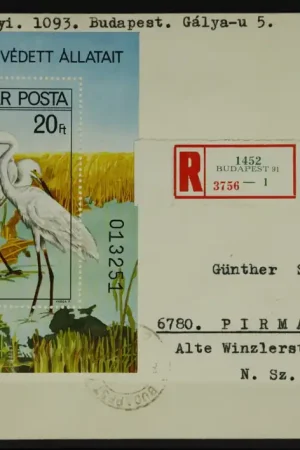 yi. 1093. Budapest. Gálya-u 5.
VÉDETT ÁLLATAIT
R POSTA
20Ft
R
1452
BUDAPEST 91
3756 — 1
013251
Günther S
6780. PIRMA
Alte Winzlerst
N. Sz.
BUDAPEST